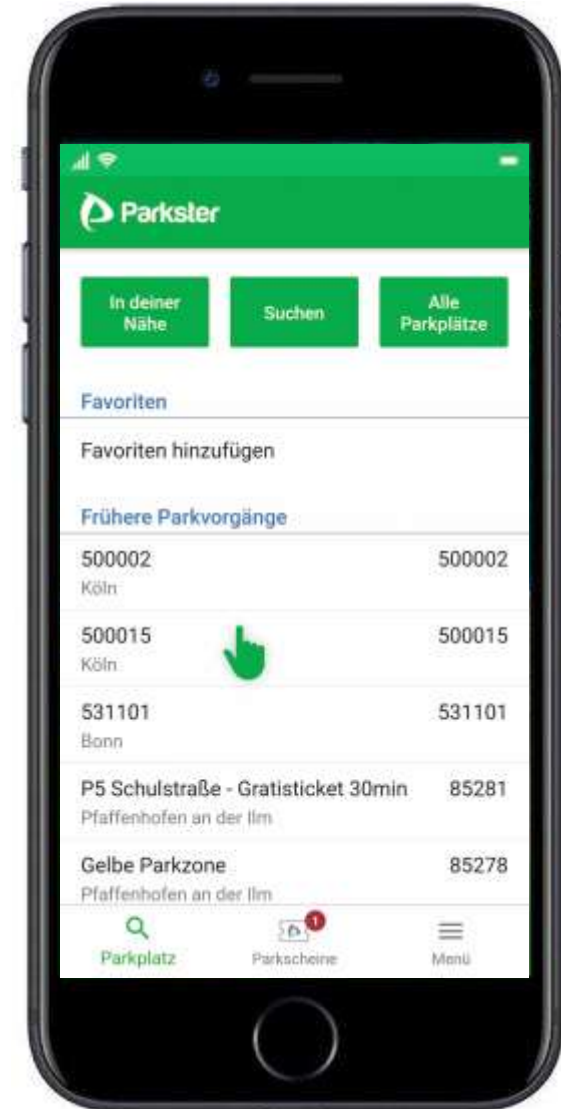 Parkster
In deiner
Nähe
Suchen
Alle
Parkplätze
Favoriten
Favoriten hinzufügen
Frühere Parkvorgänge
500002 500002
Köln
500015 500015
Köln
531101 531101
Bonn
P5 Schulstraße - Gratisticket 30min 85281
Pfaffenhofen an der Ilm
Gelbe Parkzone 85278
Pfaffenhofen an der Ilm
1
Parkplatz Parkscheine Menü